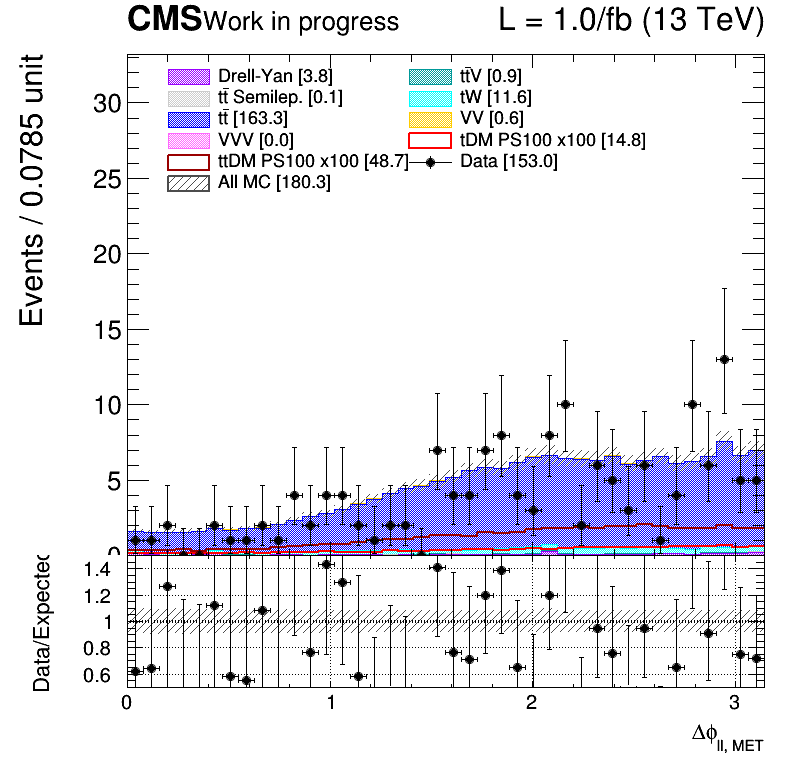 CMS Work in progress L = 1.0/fb (13 TeV)
Drell-Yan [3.8] tt̄V [0.9]
tt̄ Semilep. [0.1] tW [11.6]
tt̄ [163.3] VV [0.6]
VVV [0.0] tDM PS100 x100 [14.8]
ttDM PS100 x100 [48.7] Data [153.0]
All MC [180.3]
Events / 0.0785 unit
30
25
20
15
10
5
0
Data/Expected
1.4
1.2
1
0.8
0.6
0 1 2 3
Δϕ ll, MET